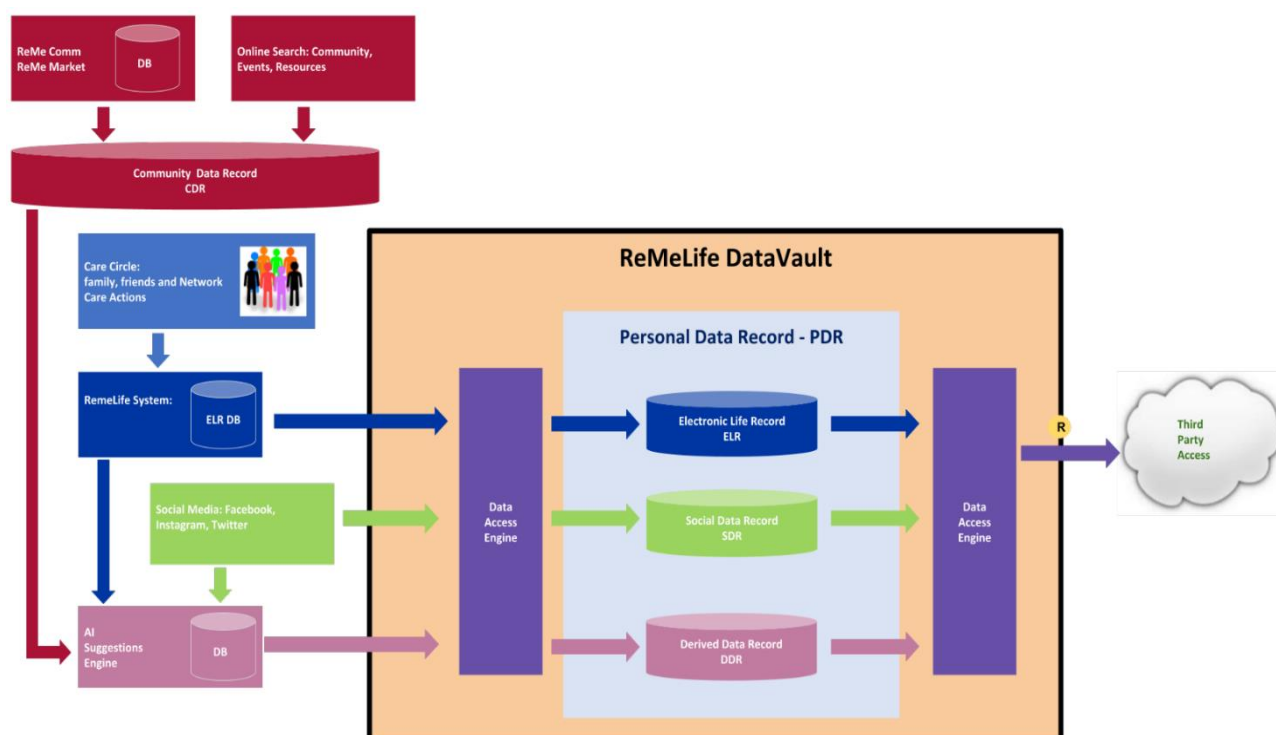 ReMe Comm
ReMe Market
DB
Online Search: Community,
Events, Resources
Community Data Record
CDR
Care Circle:
family, friends and Network
Care Actions
ReMeLife DataVault
Personal Data Record - PDR
RemeLife System:
ELR DB
Electronic Life Record
ELR
R
Third
Party
Access
Social Media: Facebook,
Instagram, Twitter
Data
Access
Engine
Social Data Record
SDR
Data
Access
Engine
AI
Suggestions
Engine
DB
Derived Data Record
DDR